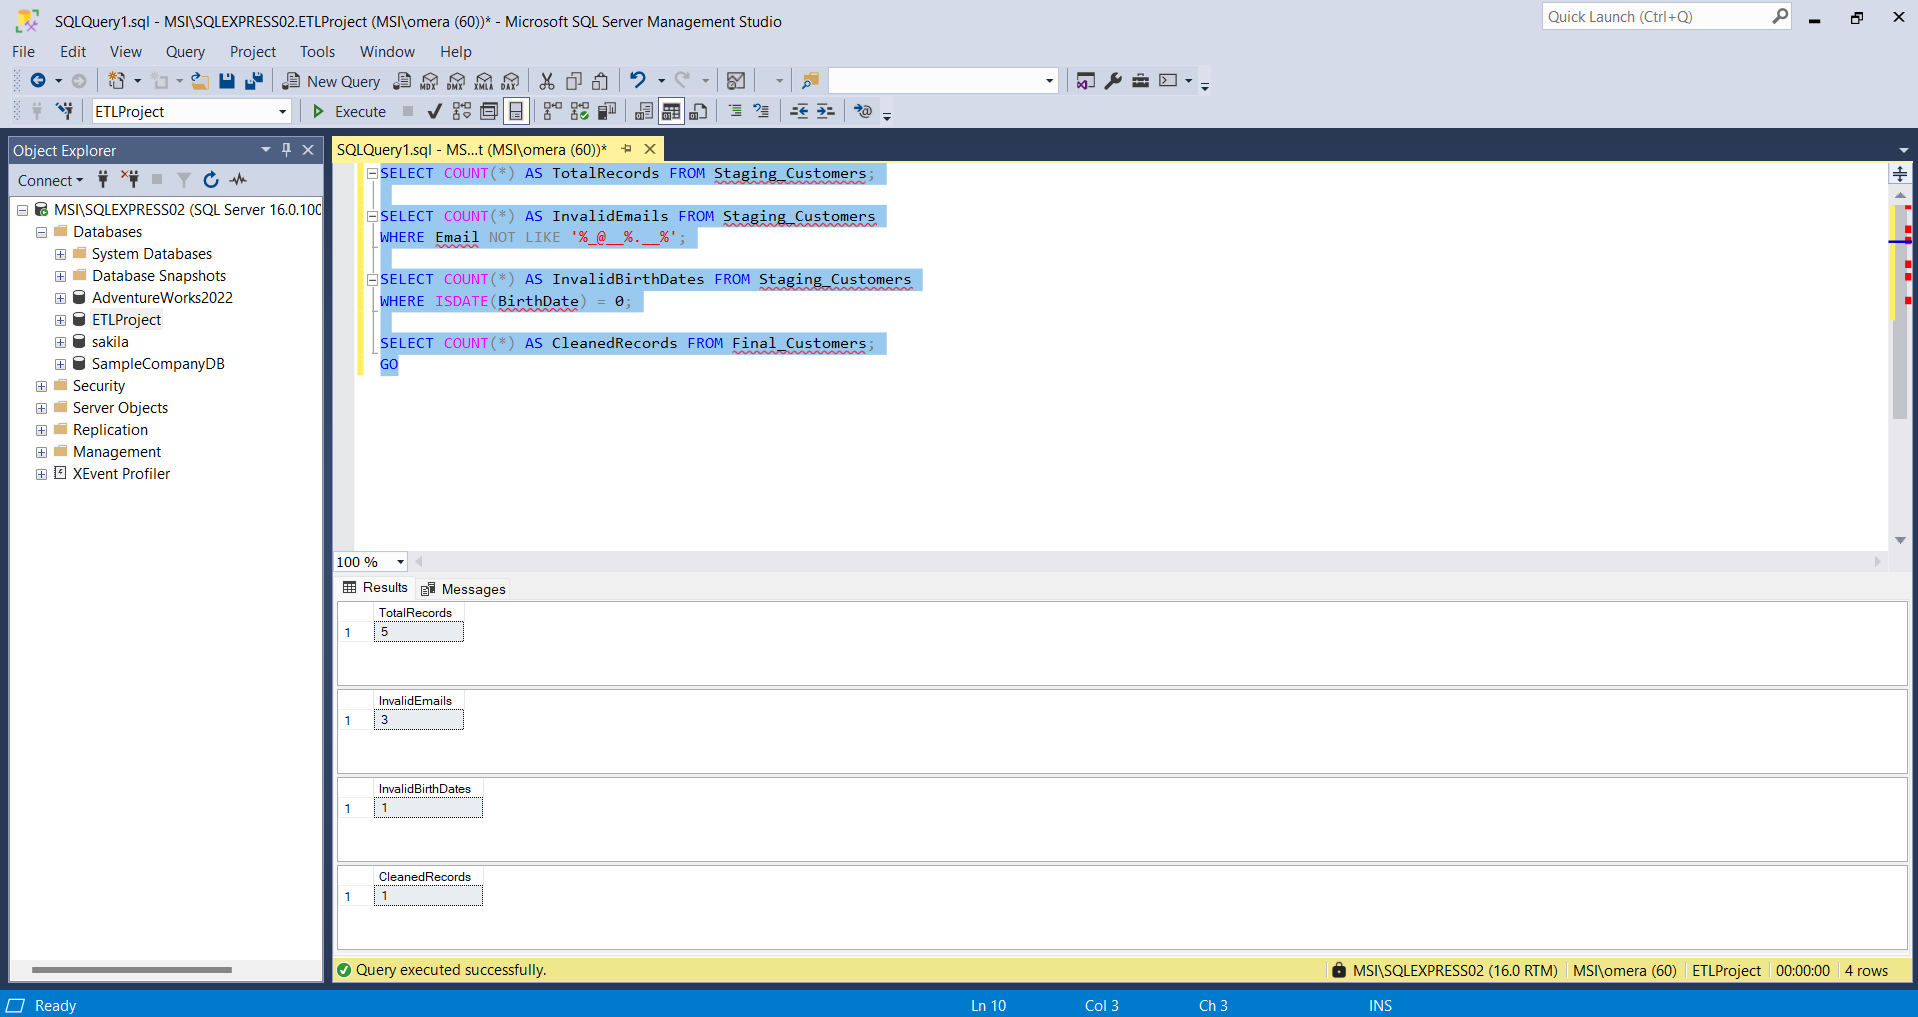 SQLQuery1.sql - MSI\SQLEXPRESS02.ETLProject (MSI\omera (60))* - Microsoft SQL Server Management Studio
Quick Launch (Ctrl+Q)
File Edit View Query Project Tools Window Help
New Query MDX DMX XMLA DAX
ETLProject Execute
Object Explorer
Connect
MSI\SQLEXPRESS02 (SQL Server 16.0.100
Databases
System Databases
Database Snapshots
AdventureWorks2022
ETLProject
sakila
SampleCompanyDB
Security
Server Objects
Replication
Management
XEvent Profiler
SQLQuery1.sql - MS...t (MSI\omera (60))*
SELECT COUNT(*) AS TotalRecords FROM Staging_Customers;
SELECT COUNT(*) AS InvalidEmails FROM Staging_Customers
WHERE Email NOT LIKE '%_@__%.__%';
SELECT COUNT(*) AS InvalidBirthDates FROM Staging_Customers
WHERE ISDATE(BirthDate) = 0;
SELECT COUNT(*) AS CleanedRecords FROM Final_Customers;
GO
100 %
Results Messages
TotalRecords
1 5
InvalidEmails
1 3
InvalidBirthDates
1 1
CleanedRecords
1 1
Query executed successfully. MSI\SQLEXPRESS02 (16.0 RTM) MSI\omera (60) ETLProject 00:00:00 4 rows
Ready Ln 10 Col 3 Ch 3 INS